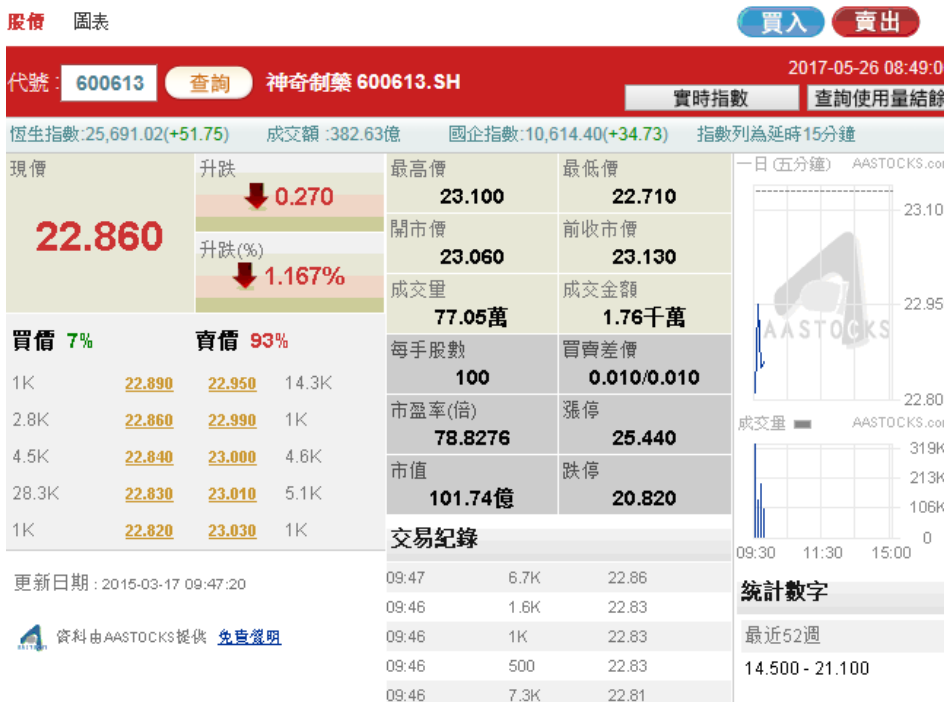 股價 圖表 買入 賣出
2017-05-26 08:49:0
代號 : 600613 查詢 神奇制藥 600613.SH
實時指數 查詢使用量結餘
恆生指數:25,691.02(+51.75) 成交額 :382.63億 國企指數:10,614.40(+34.73) 指數列為延時15分鐘
現價 22.860
升跌 0.270
升跌(%) 1.167%
最高價 23.100 最低價 22.710
開市價 23.060 前收市價 23.130
成交量 77.05萬 成交金額 1.76千萬
每手股數 100 買賣差價 0.010/0.010
市盈率(倍) 78.8276 漲停 25.440
市值 101.74億 跌停 20.820
買價 7% 賣價 93%
1K 22.890 22.950 14.3K
2.8K 22.860 22.990 1K
4.5K 22.840 23.000 4.6K
28.3K 22.830 23.010 5.1K
1K 22.820 23.030 1K
更新日期 : 2015-03-17 09:47:20
資料由AASTOCKS提供 免責聲明
交易紀錄
09:47 6.7K 22.86
09:46 1.6K 22.83
09:46 1K 22.83
09:46 500 22.83
09:46 7.3K 22.81
一日 (五分鐘) AASTOCKS.co
23.10
22.95
AASTOCKS
22.80
成交量 AASTOCKS.co
319K
213K
106K
0
09:30 11:30 15:00
統計數字
最近52週
14.500 - 21.100